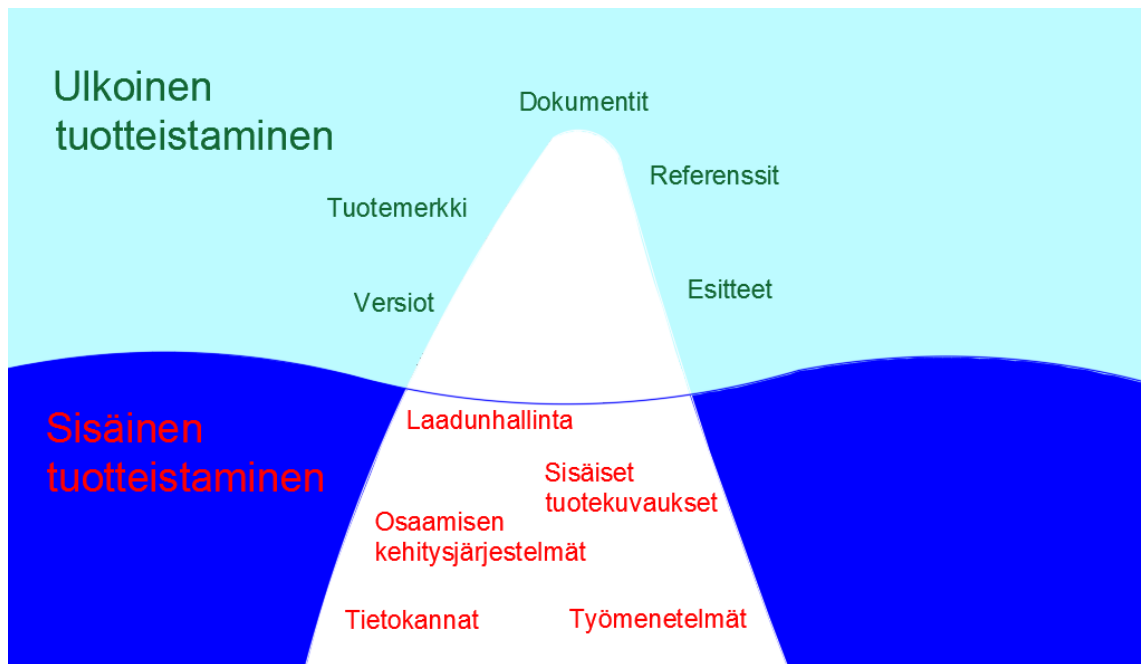 Ulkoinen
tuotteistaminen
Dokumentit
Referenssit
Tuotemerkki
Esitteet
Versiot
Sisäinen
tuotteistaminen
Laadunhallinta
Sisäiset
tuotekuvaukset
Osaamisen
kehitysjärjestelmät
Tietokannat
Työmenetelmät